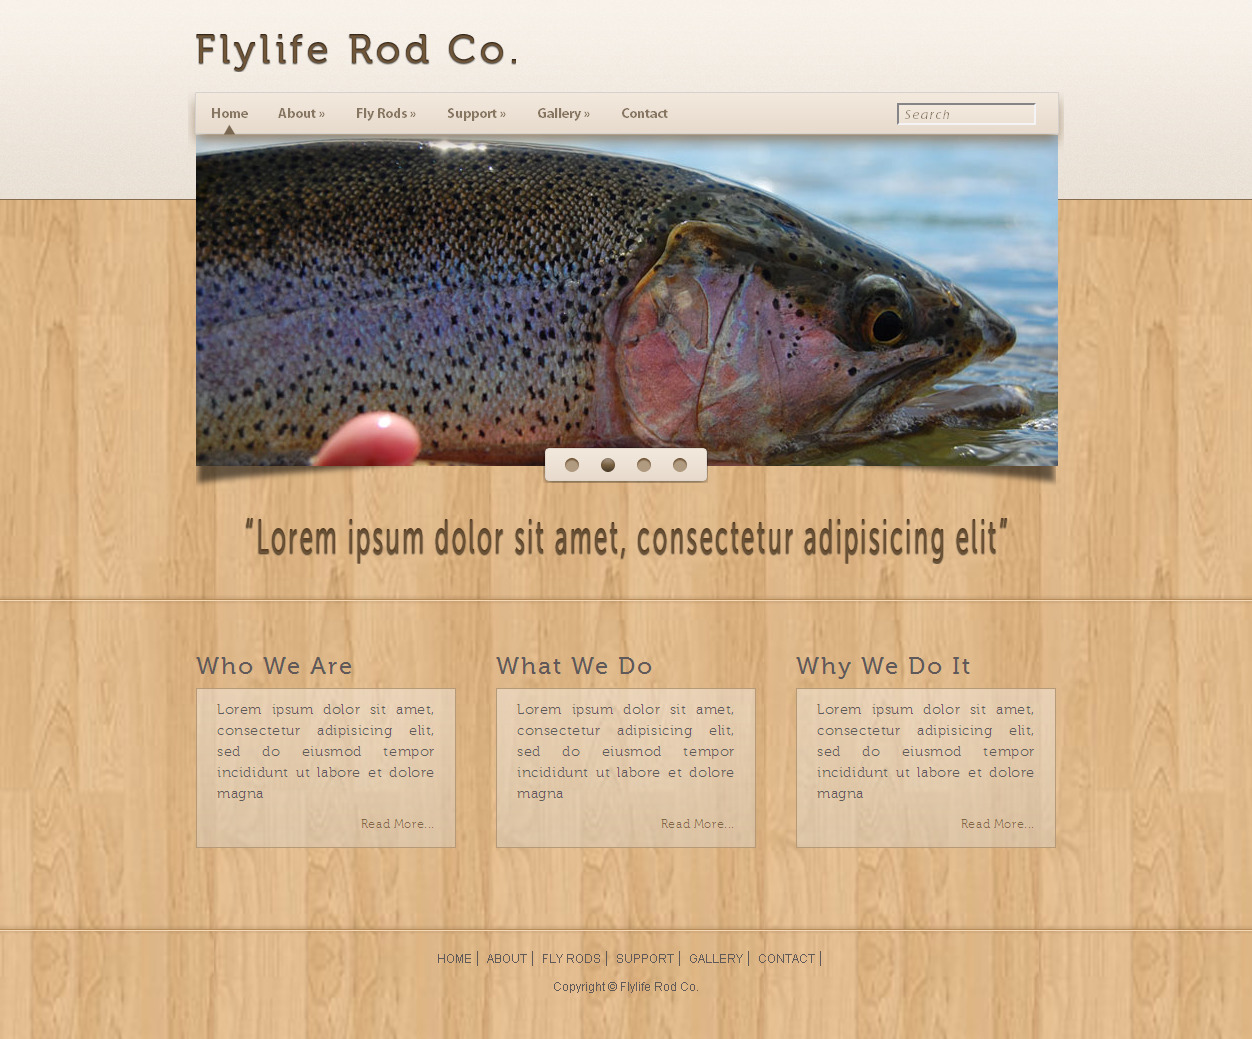 Flylife Rod Co.
Home About » Fly Rods » Support » Gallery » Contact Search
“Lorem ipsum dolor sit amet, consectetur adipisicing elit”
Who We Are
Lorem ipsum dolor sit amet,
consectetur adipisicing elit,
sed do eiusmod tempor
incididunt ut labore et dolore
magna
Read More...
What We Do
Lorem ipsum dolor sit amet,
consectetur adipisicing elit,
sed do eiusmod tempor
incididunt ut labore et dolore
magna
Read More...
Why We Do It
Lorem ipsum dolor sit amet,
consectetur adipisicing elit,
sed do eiusmod tempor
incididunt ut labore et dolore
magna
Read More...
HOME | ABOUT | FLY RODS | SUPPORT | GALLERY | CONTACT |
Copyright © Flylife Rod Co.